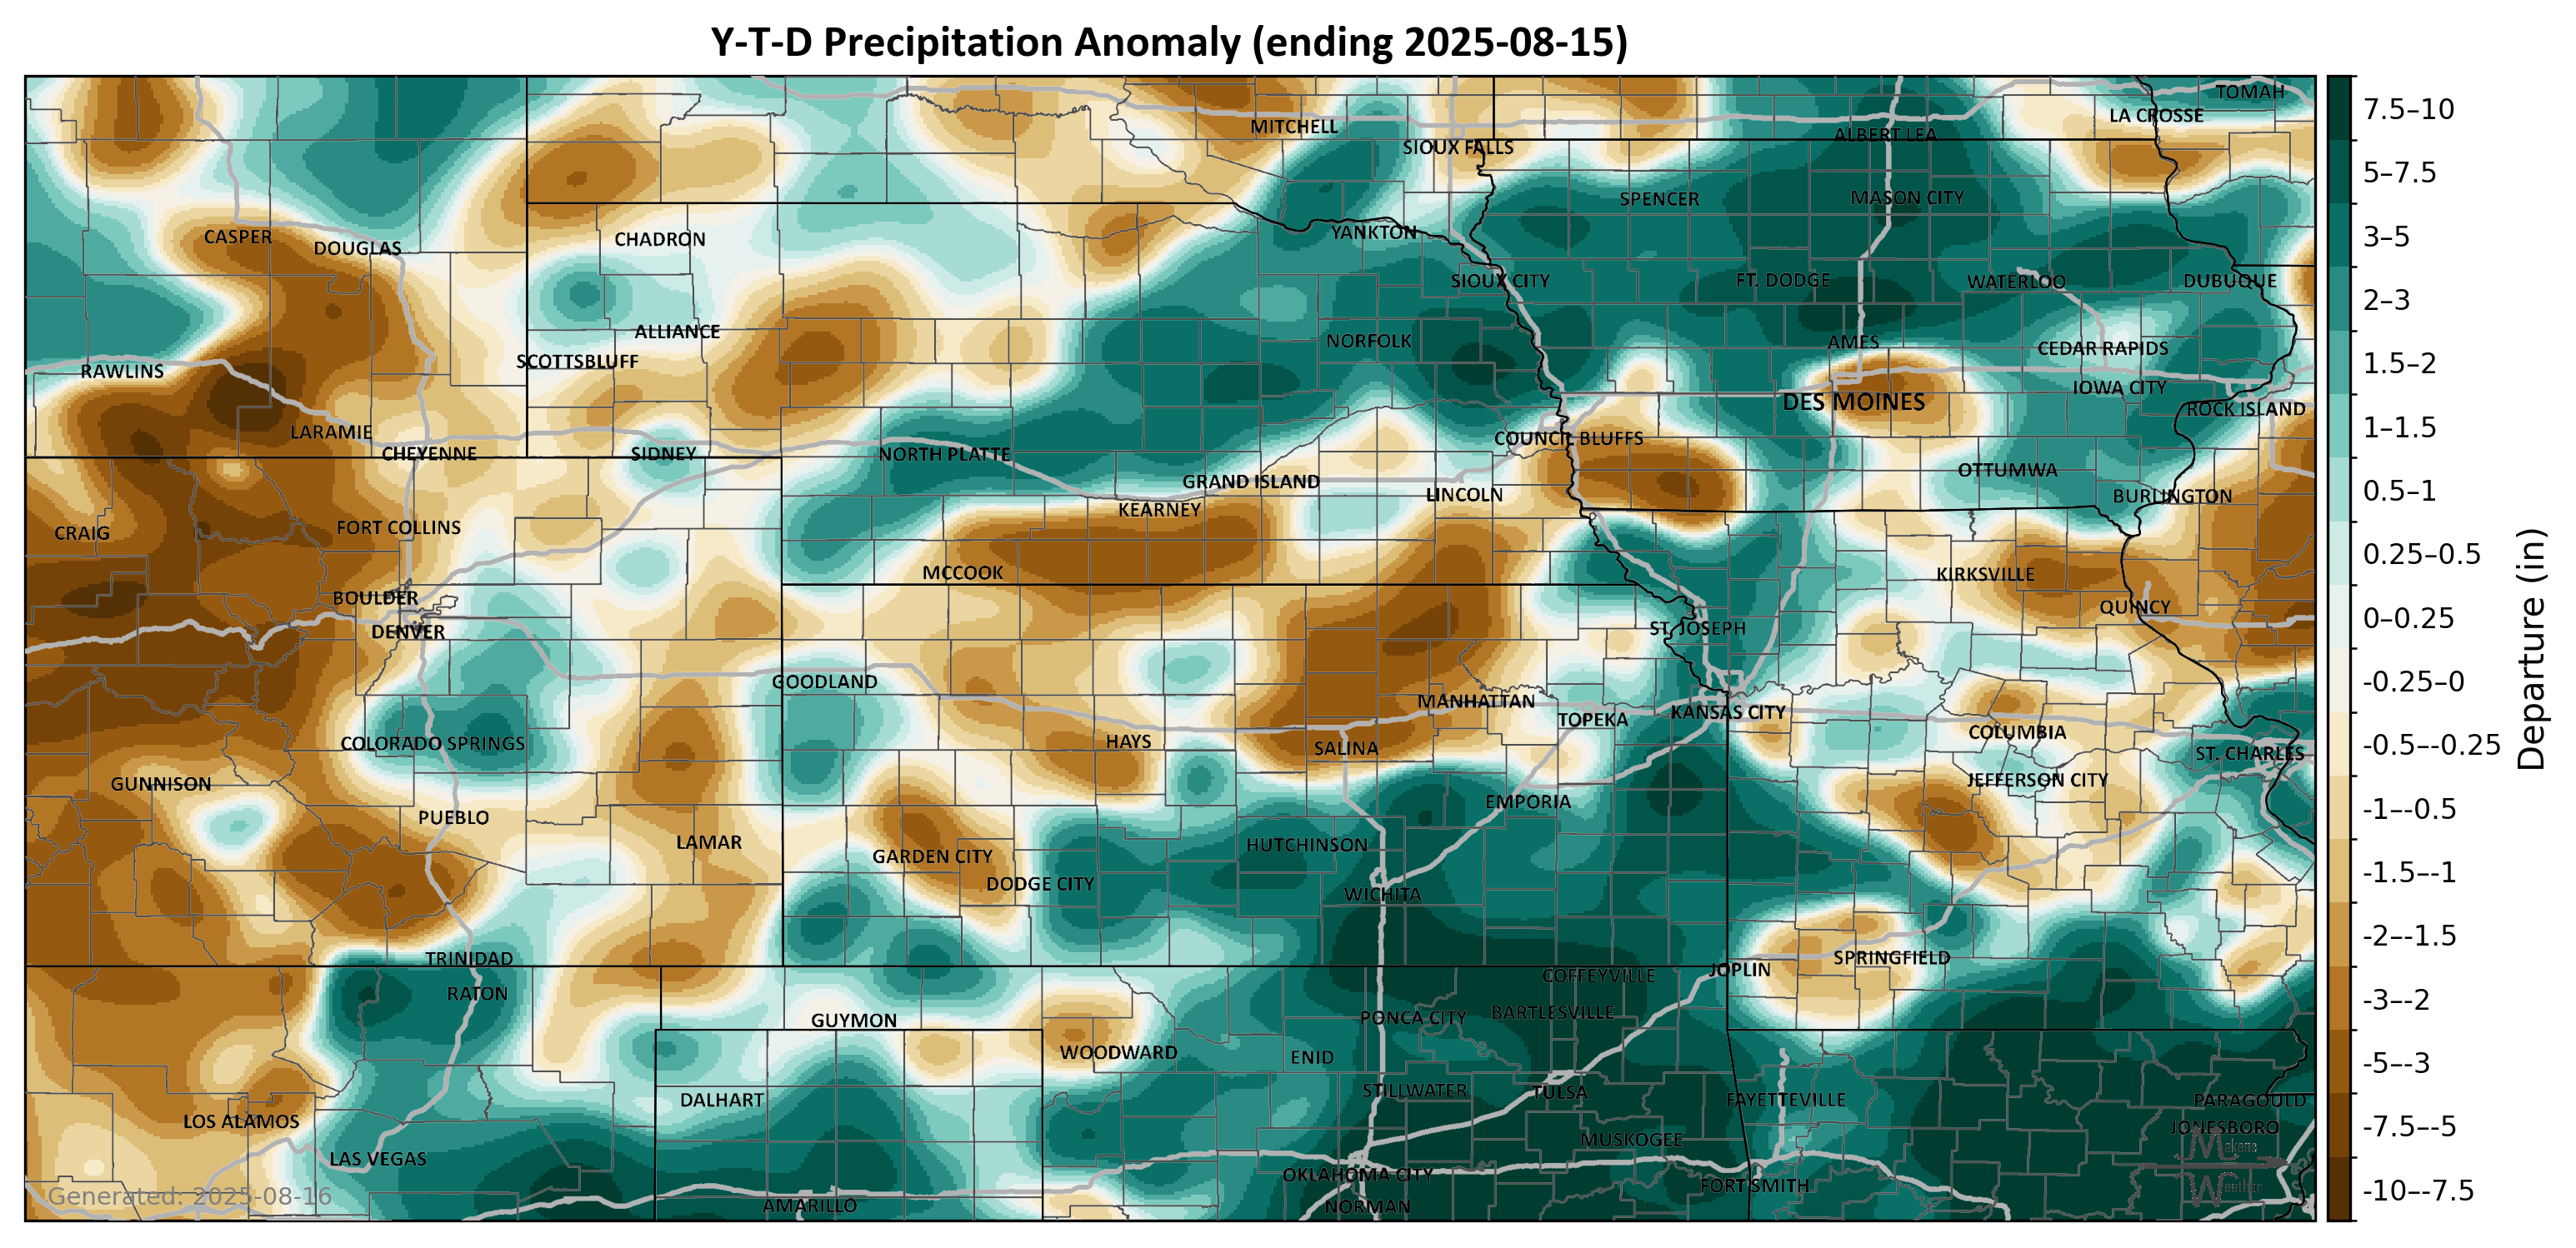 Y-T-D Precipitation Anomaly (ending 2025-08-15)
TOMAH
LA CROSSE
MITCHELL
ALBERT LEA
SIOUX FALLS
SPENCER
MASON CITY
CASPER
DOUGLAS
CHADRON
YANKTON
SIOUX CITY
FT. DODGE
WATERLOO
DUBUQUE
ALLIANCE
NORFOLK
AMES
CEDAR RAPIDS
SCOTTSBLUFF
RAWLINS
IOWA CITY
DES MOINES
ROCK ISLAND
LARAMIE
COUNCIL BLUFFS
CHEYENNE
SIDNEY
NORTH PLATTE
OTTUMWA
GRAND ISLAND
LINCOLN
BURLINGTON
KEARNEY
CRAIG
FORT COLLINS
MCCOOK
KIRKSVILLE
BOULDER
QUINCY
DENVER
ST. JOSEPH
GOODLAND
MANHATTAN
TOPEKA
KANSAS CITY
COLUMBIA
COLORADO SPRINGS
HAYS
SALINA
ST. CHARLES
GUNNISON
JEFFERSON CITY
EMPORIA
PUEBLO
LAMAR
HUTCHINSON
GARDEN CITY
DODGE CITY
WICHITA
TRINIDAD
SPRINGFIELD
JOPLIN
COFFEYVILLE
RATON
BARTLESVILLE
PONCA CITY
GUYMON
WOODWARD
ENID
STILLWATER
TULSA
DALHART
FAYETTEVILLE
PARAGOULD
LOS ALAMOS
JONESBORO
MUSKOGEE
LAS VEGAS
OKLAHOMA CITY
FORT SMITH
AMARILLO
NORMAN
Makens
Weather
Generated: 2025-08-16
7.5–10
5–7.5
3–5
2–3
1.5–2
1–1.5
0.5–1
0.25–0.5
0–0.25
-0.25–0
-0.5–-0.25
-1–-0.5
-1.5–-1
-2–-1.5
-3–-2
-5–-3
-7.5–-5
-10–-7.5
Departure (in)